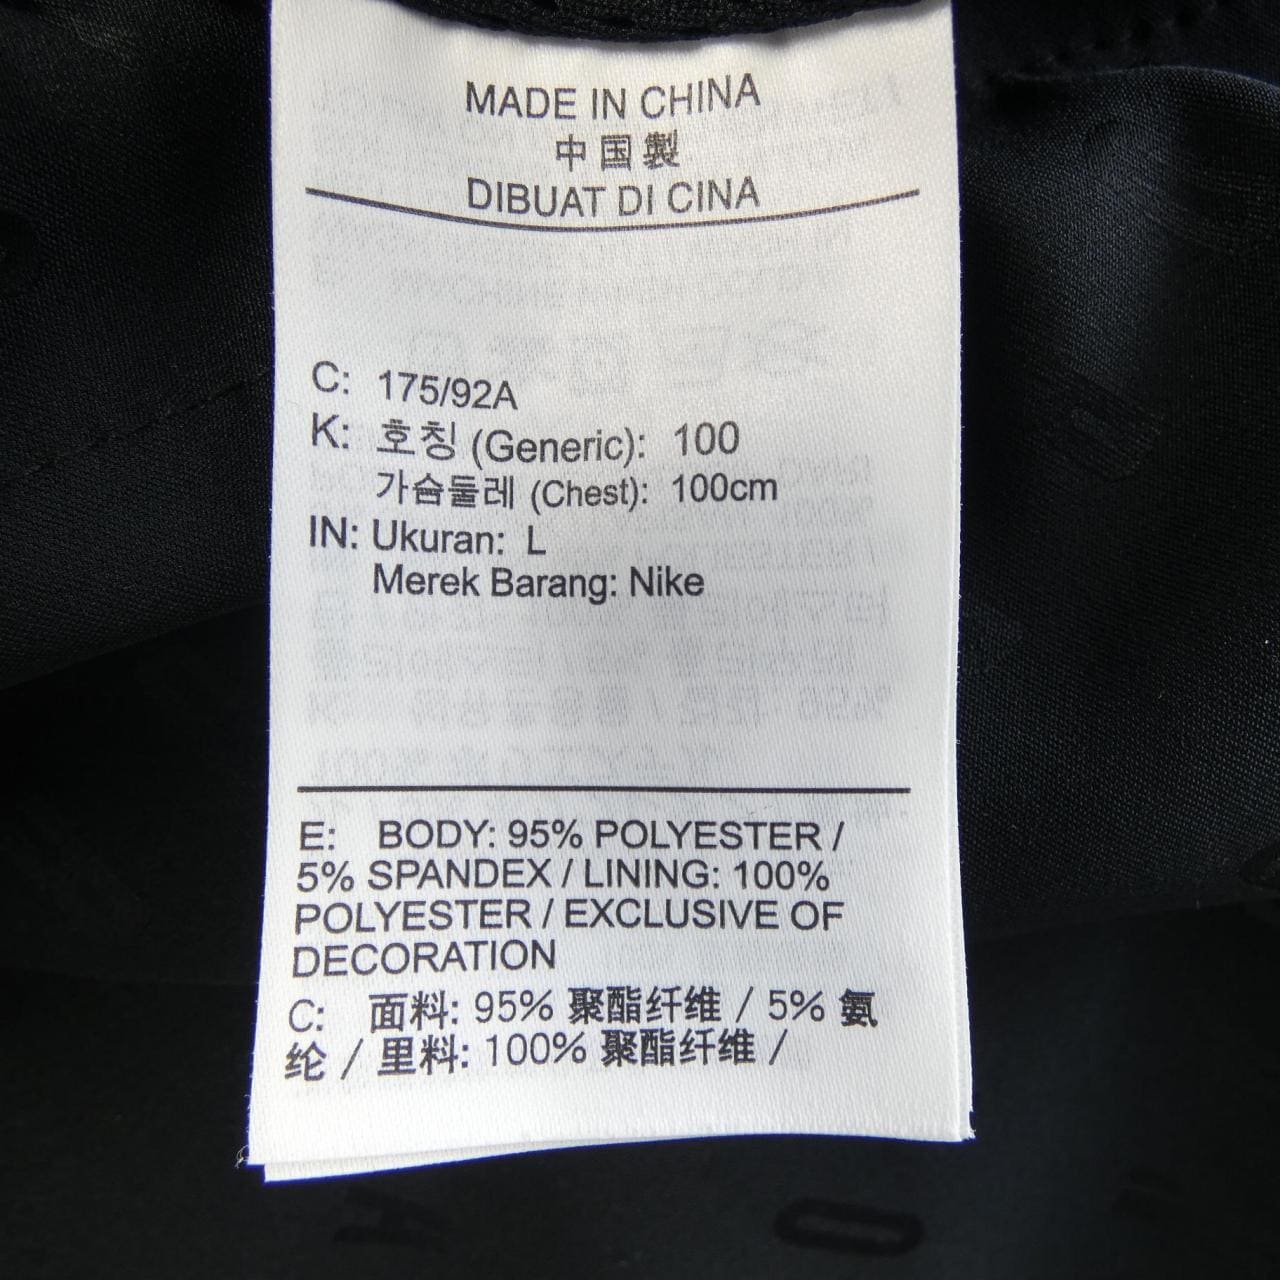 MADE IN CHINA
中国製
DIBUAT DI CINA
C: 175/92A
K: 호칭 (Generic): 100
가슴둘레 (Chest): 100cm
IN: Ukuran: L
Merek Barang: Nike
E: BODY: 95% POLYESTER /
5% SPANDEX / LINING: 100%
POLYESTER / EXCLUSIVE OF
DECORATION
C: 面料: 95% 聚酯纤维 / 5% 氨
纶 / 里料: 100% 聚酯纤维 /